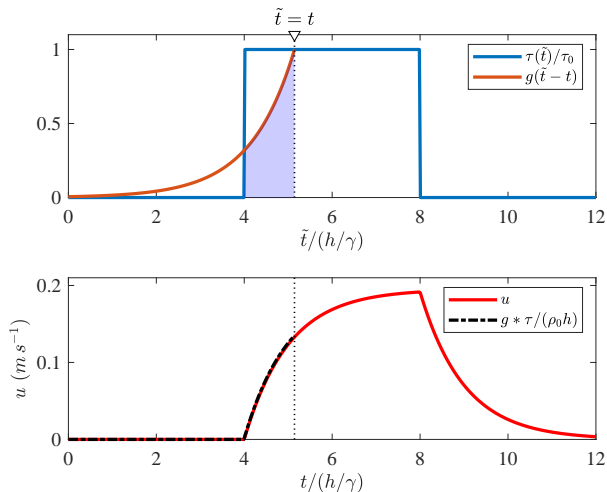 t̃ = t
1
0.5
0
τ(t̃)/τ₀
g(t̃ − t)
0 2 4 6 8 10 12
t̃/(h/γ)
0.2
0.1
0
u (m s⁻¹)
u
g ∗ τ/(ρ₀h)
0 2 4 6 8 10 12
t/(h/γ)